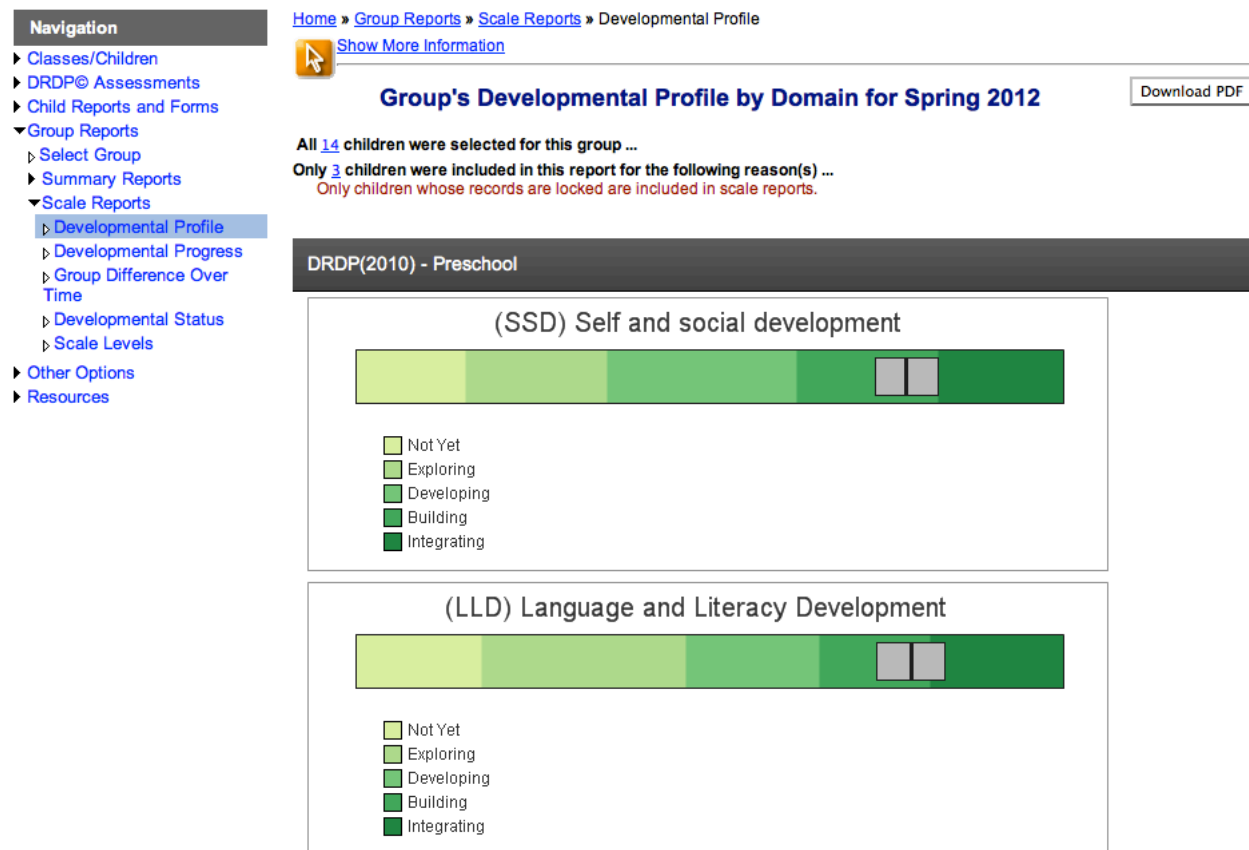 Navigation
Classes/Children
DRDP© Assessments
Child Reports and Forms
Group Reports
Select Group
Summary Reports
Scale Reports
Developmental Profile
Developmental Progress
Group Difference Over
Time
Developmental Status
Scale Levels
Other Options
Resources
Home » Group Reports » Scale Reports » Developmental Profile
Show More Information
Group's Developmental Profile by Domain for Spring 2012
Download PDF
All 14 children were selected for this group ...
Only 3 children were included in this report for the following reason(s) ...
Only children whose records are locked are included in scale reports.
DRDP(2010) - Preschool
(SSD) Self and social development
Not Yet
Exploring
Developing
Building
Integrating
(LLD) Language and Literacy Development
Not Yet
Exploring
Developing
Building
Integrating